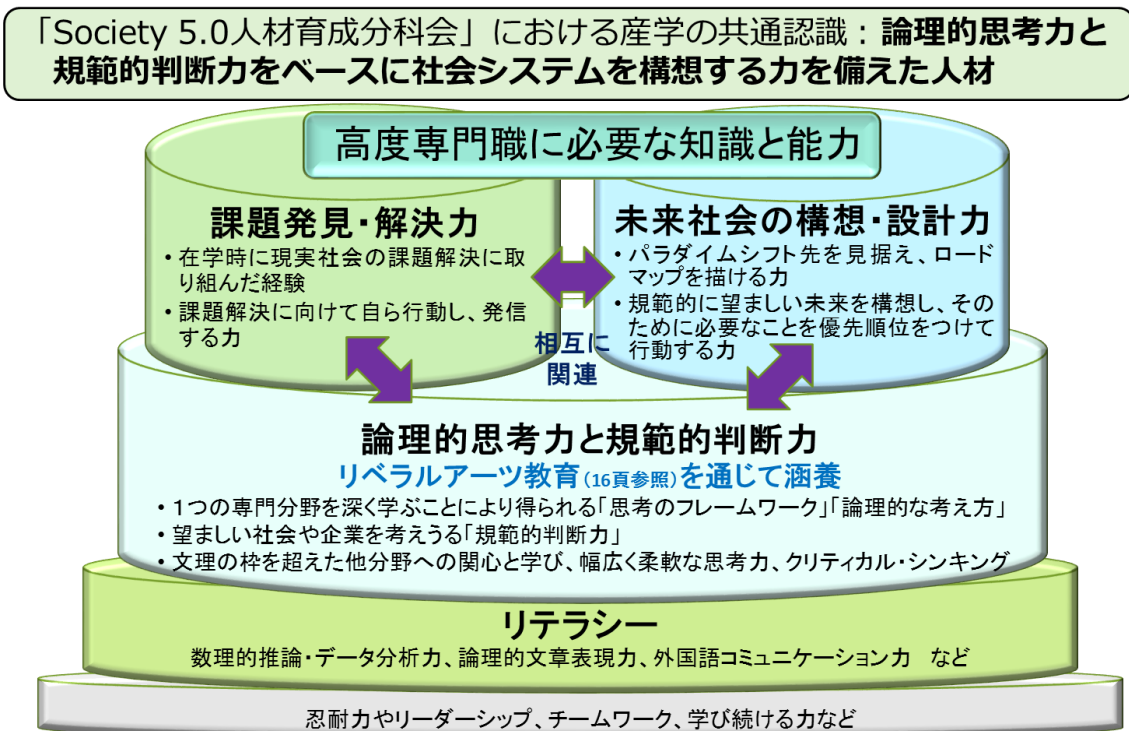 「Society 5.0人材育成分科会」における産学の共通認識：論理的思考力と
規範的判断力をベースに社会システムを構想する力を備えた人材
高度専門職に必要な知識と能力
課題発見・解決力
・在学時に現実社会の課題解決に取
り組んだ経験
・課題解決に向けて自ら行動し、発信
する力
未来社会の構想・設計力
・パラダイムシフト先を見据え、ロード
マップを描ける力
・規範的に望ましい未来を構想し、その
ために必要なことを優先順位をつけて
行動する力
相互に
関連
論理的思考力と規範的判断力
リベラルアーツ教育（16頁参照）を通じて涵養
・１つの専門分野を深く学ぶことにより得られる「思考のフレームワーク」「論理的な考え方」
・望ましい社会や企業を考えうる「規範的判断力」
・文理の枠を超えた他分野への関心と学び、幅広く柔軟な思考力、クリティカル・シンキング
リテラシー
数理的推論・データ分析力、論理的文章表現力、外国語コミュニケーション力　など
忍耐力やリーダーシップ、チームワーク、学び続ける力など